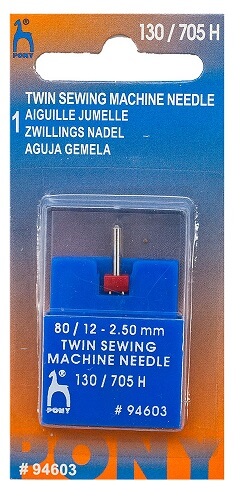 130 / 705 H
PONY
1
TWIN SEWING MACHINE NEEDLE
AIGUILLE JUMELLE
ZWILLINGS NADEL
AGUJA GEMELA
80 / 12 - 2.50 mm
TWIN SEWING
MACHINE NEEDLE
130 / 705 H
PONY
# 94603
PONY
# 94603